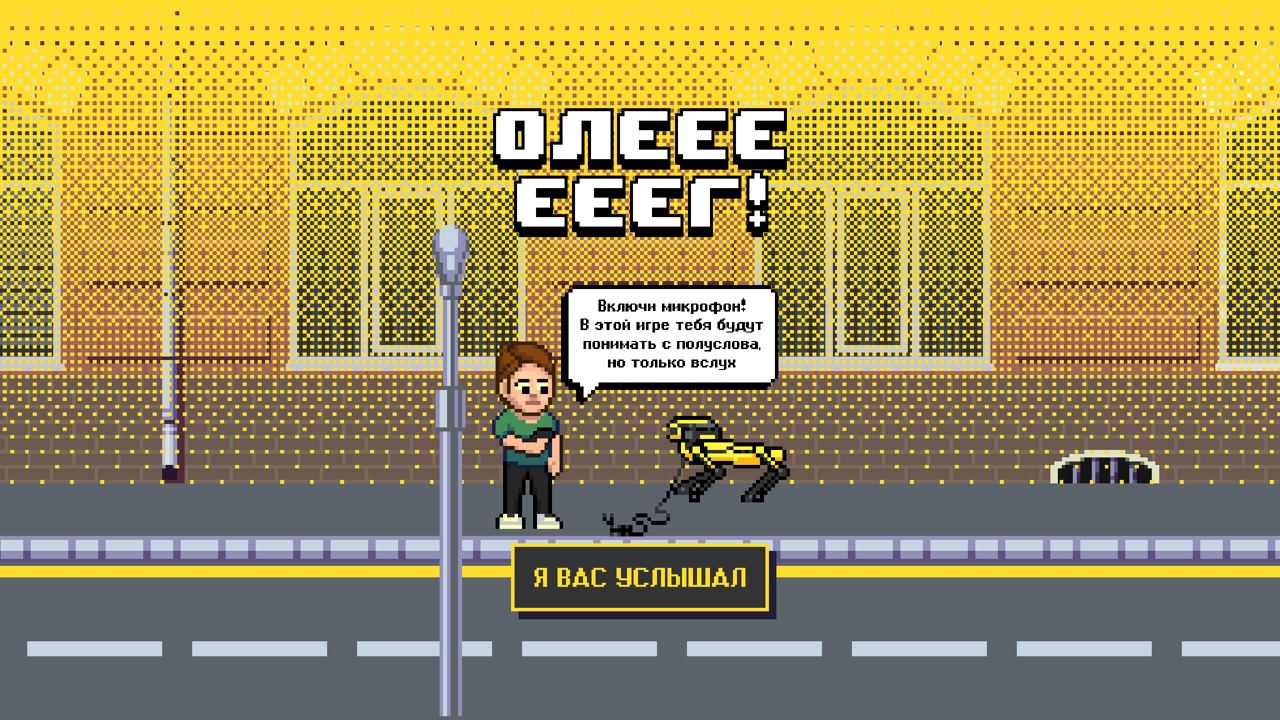 ОЛЕЕЕ
ЕЕЕГ!
Включи микрофон!
В этой игре тебя будут
понимать с полуслова,
но только вслух
Я ВАС УСЛЫШАЛ